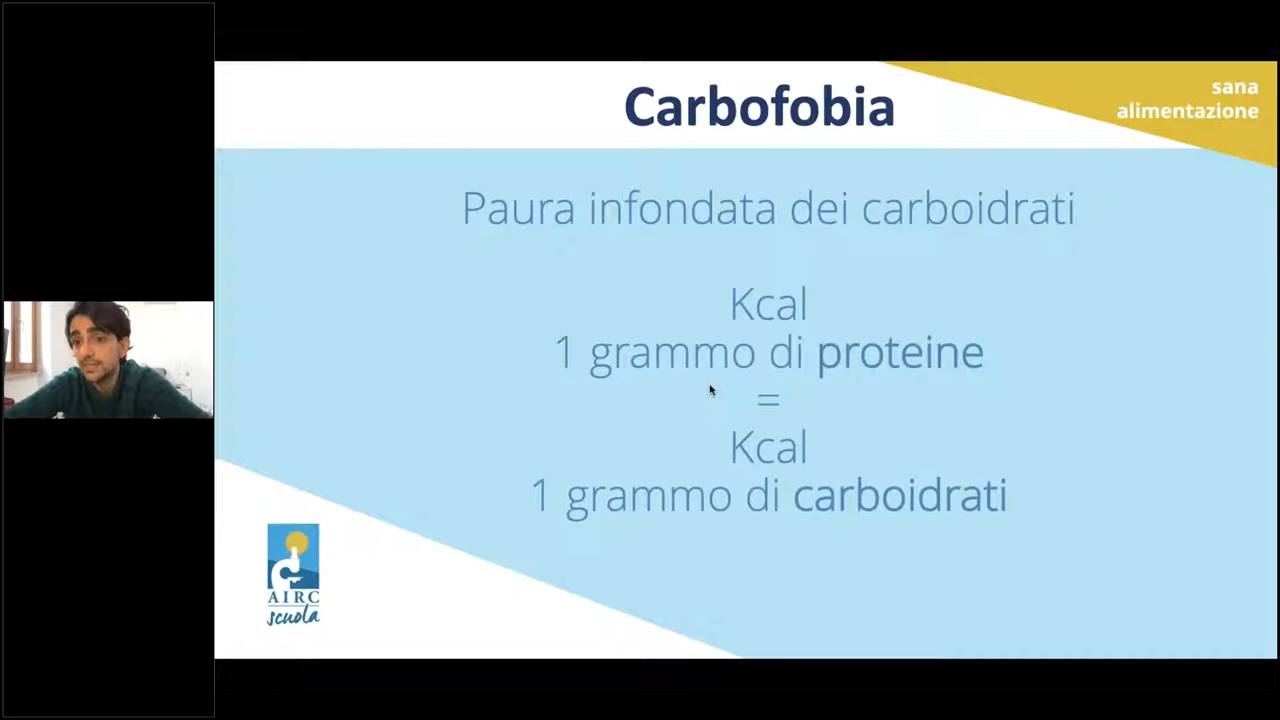 Carbofobia
sana
alimentazione
Paura infondata dei carboidrati
Kcal
1 grammo di proteine
=
Kcal
1 grammo di carboidrati
AIRC
scuola